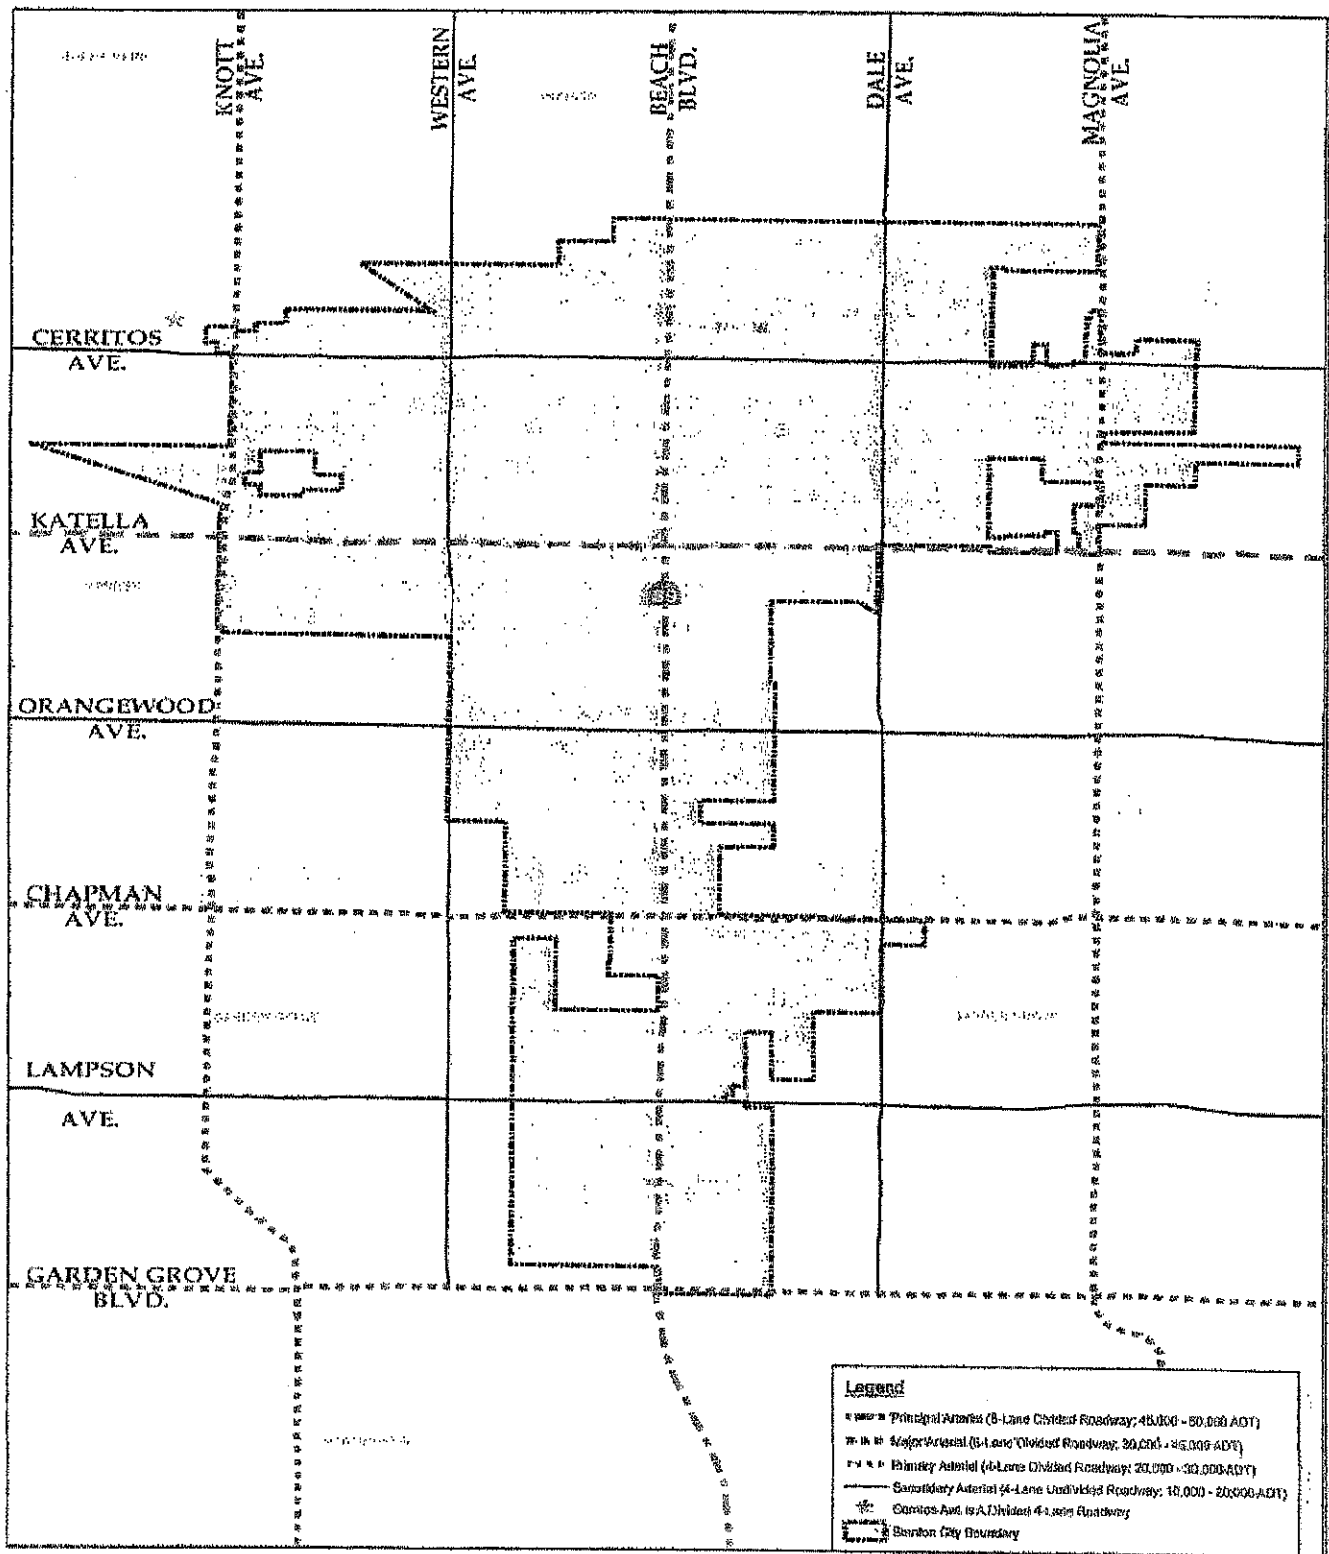 KNOTT
AVE.
WESTERN
AVE.
BEACH
BLVD.
DALE
AVE.
MAGNOLIA
AVE.
CERRITOS
AVE.
KATELLA
AVE.
ORANGEWOOD
AVE.
CHAPMAN
AVE.
LAMPSON
AVE.
GARDEN GROVE
BLVD.
Legend
Principal Arterial (8-Lane Divided Roadway; 45,000 - 60,000 ADT)
Major Arterial (6-Lane Divided Roadway; 30,000 - 45,000 ADT)
Primary Arterial (4-Lane Divided Roadway; 20,000 - 30,000 ADT)
Secondary Arterial (4-Lane Undivided Roadway; 10,000 - 20,000 ADT)
Cerritos Ave. is A Divided 4-Lane Roadway
Stanton City Boundary